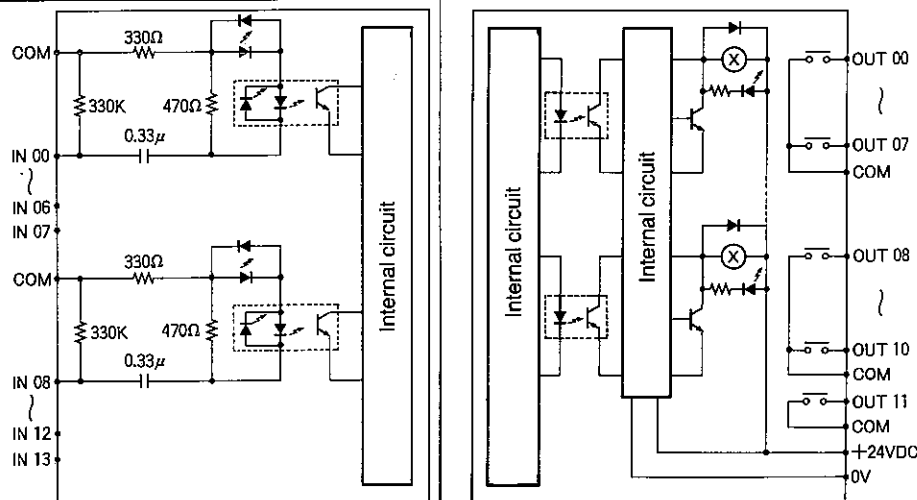 COM
330Ω
330K
470Ω
0.33μ
IN 00
IN 06
IN 07
COM
330Ω
330K
470Ω
0.33μ
IN 08
IN 12
IN 13
Internal circuit
Internal circuit
Internal circuit
X
X
OUT 00
OUT 07
COM
OUT 08
OUT 10
COM
OUT 11
COM
+24VDC
0V